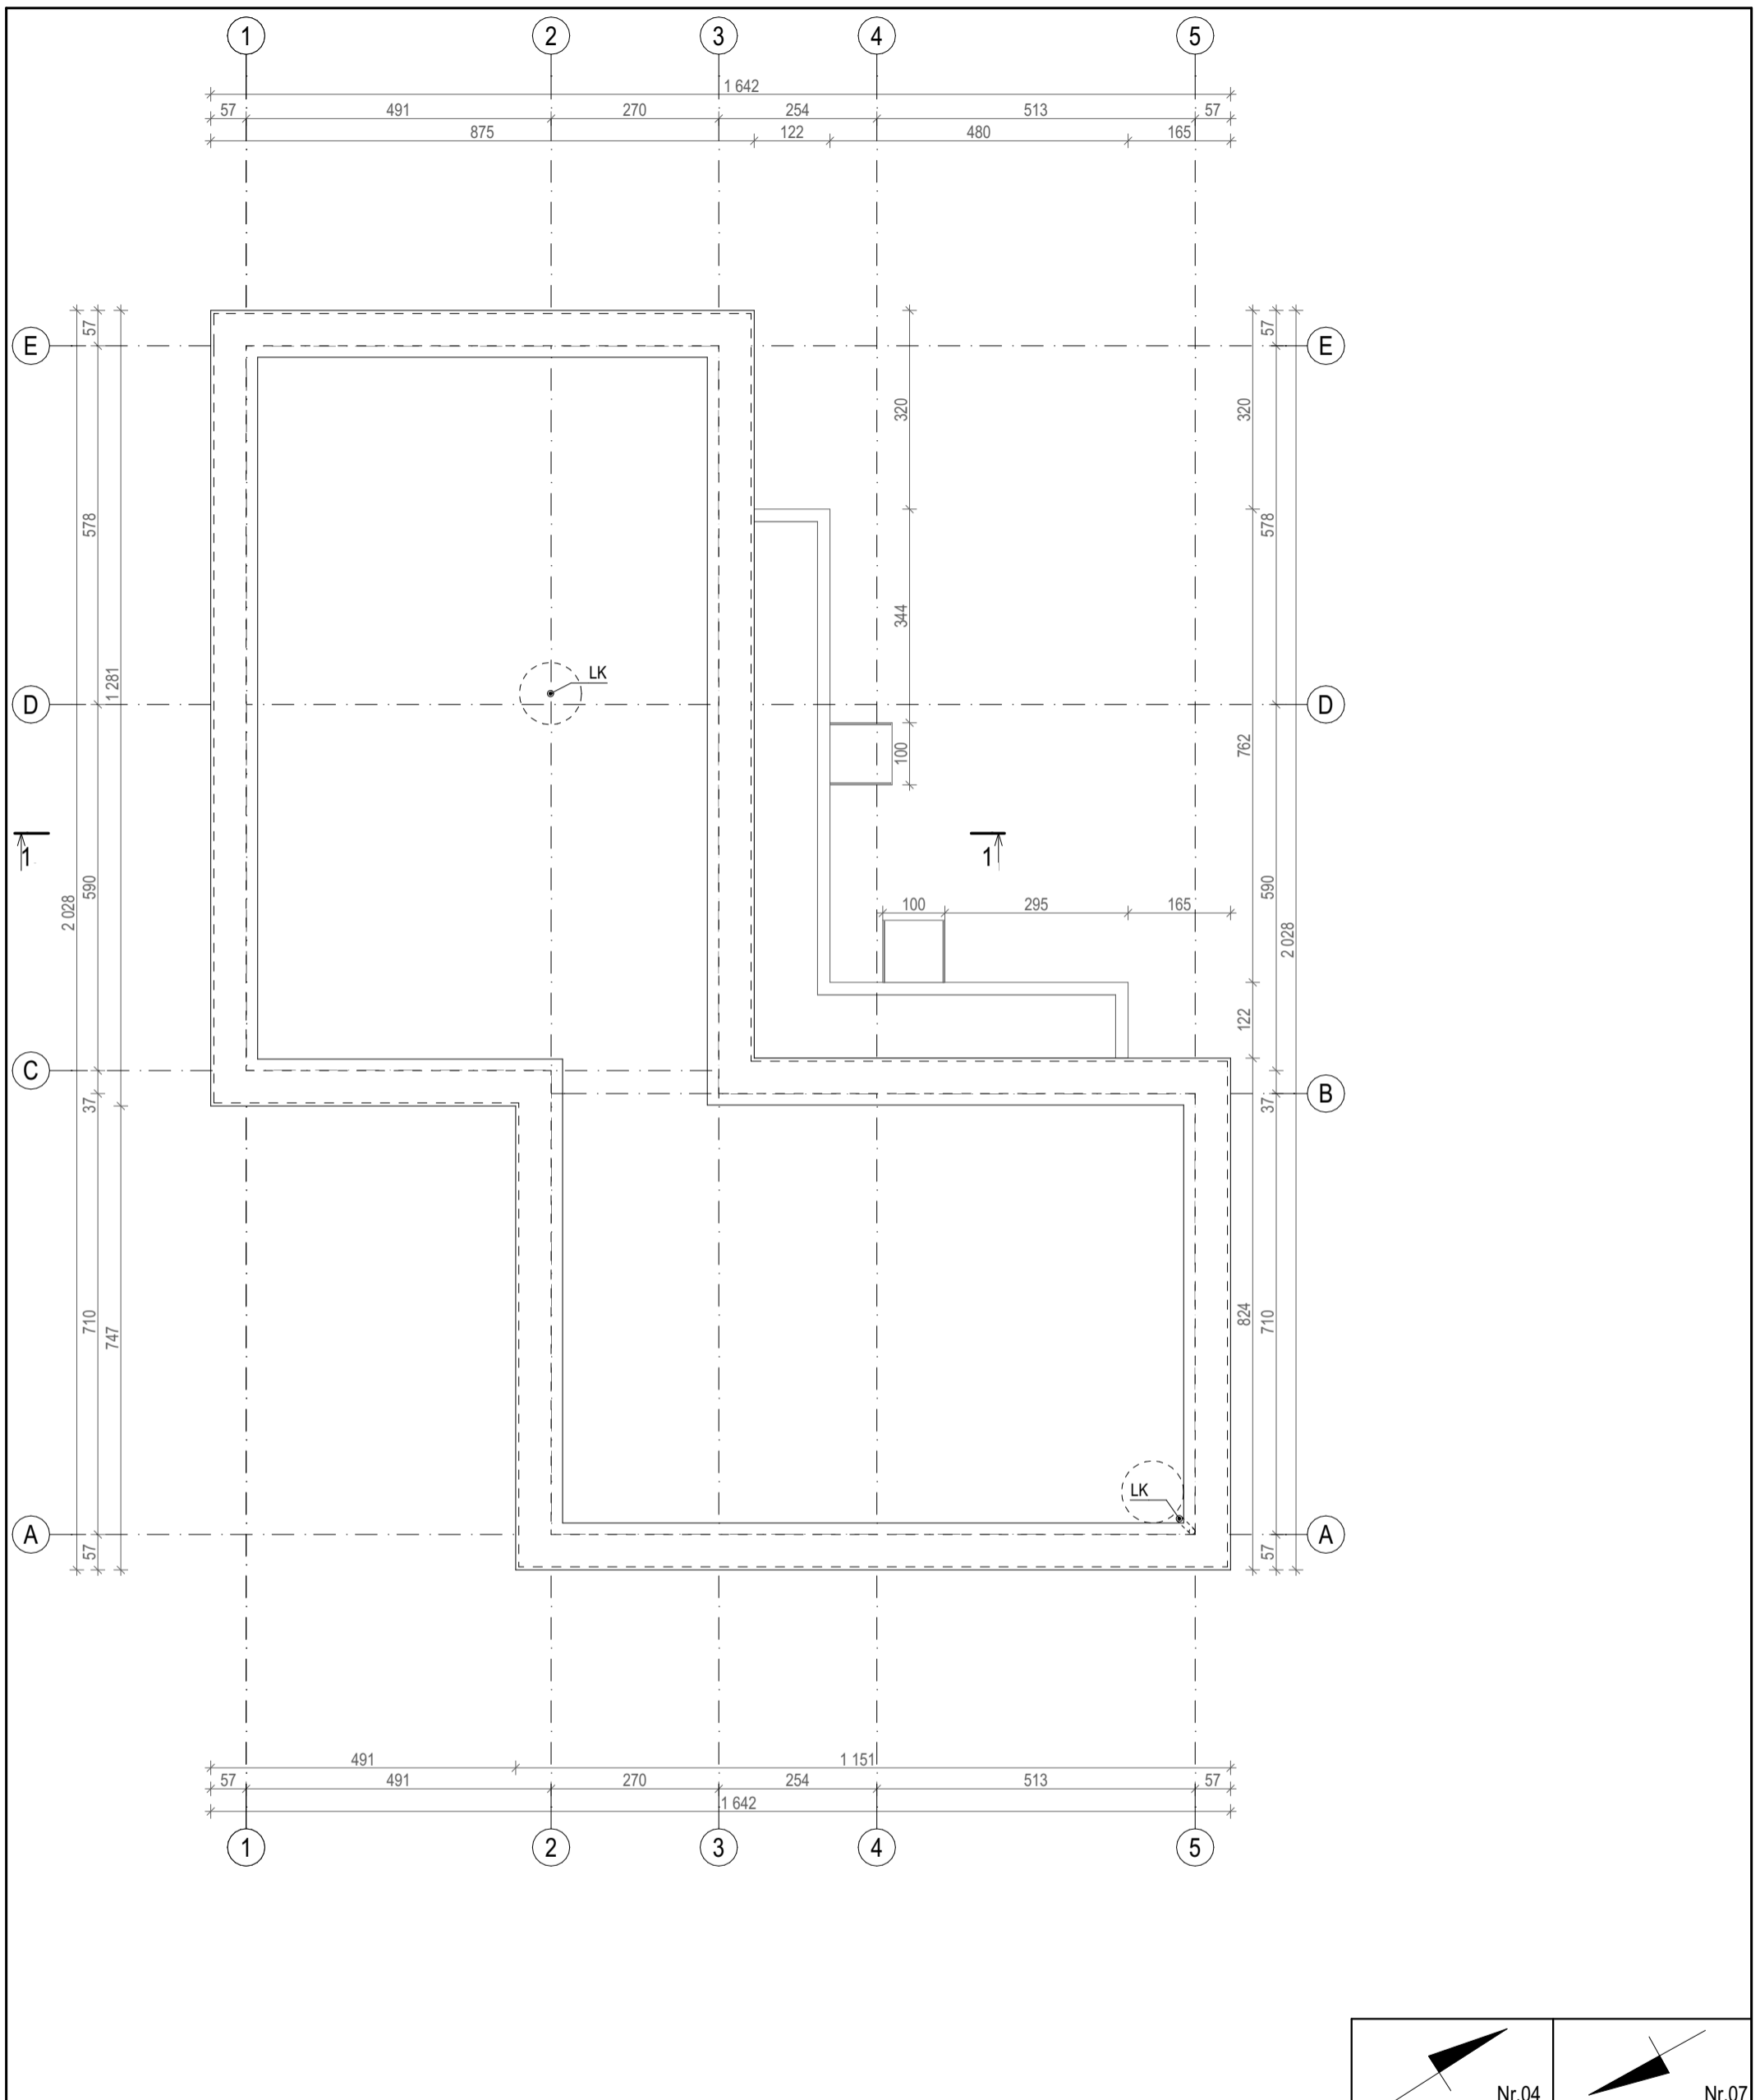 1 2 3 4 5
1 642
57 491 270 254 513 57
875 122 480 165
E 57 57 E
320 320 320
578 578
344
LK
1 281
D D
762
100
1 1
590 590
100 295 165
2 028 2 028
122
C
37 37 B
710 824 710
747
LK
A A
57 57
491 1 151
57 491 270 254 513 57
1 642
1 2 3 4 5
Nr.04 Nr.07